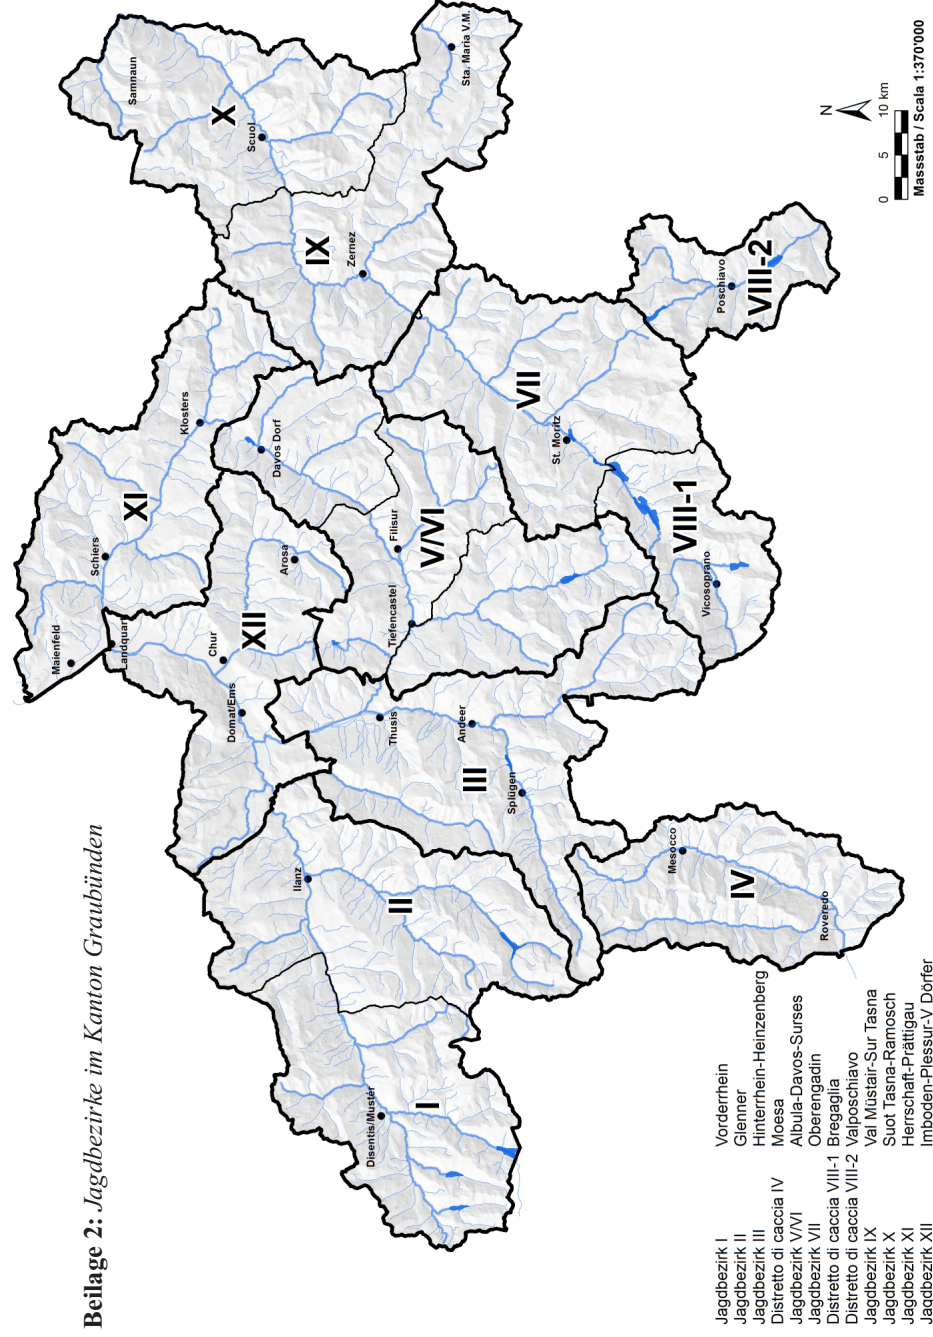 Beilage 2: Jagdbezirke im Kanton Graubünden
Samnaun
X
Scuol
Sta. Maria V.M.
IX
Zernez
Klosters
XI
Schiers
Maienfeld
Landquart
Davos Dorf
Arosa
XII
Chur
Domat/Ems
Filisur
V/VI
Tiefencastel
VII
St. Moritz
Poschiavo
VIII-2
VIII-1
Vicosoprano
Thusis
Andeer
III
Splügen
Ilanz
II
Disentis/Mustér
I
Mesocco
IV
Roveredo
N
0 5 10 km
Massstab / Scala 1:370'000
Jagdbezirk I Vorderrhein
Jagdbezirk II Glenner
Jagdbezirk III Hinterrhein-Heinzenberg
Distretto di caccia IV Moesa
Jagdbezirk V/VI Albula-Davos-Surses
Jagdbezirk VII Oberengadin
Distretto di caccia VIII-1 Bregaglia
Distretto di caccia VIII-2 Valposchiavo
Jagdbezirk IX Val Müstair-Sur Tasna
Jagdbezirk X Suot Tasna-Ramosch
Jagdbezirk XI Herrschaft-Prättigau
Jagdbezirk XII Imboden-Plessur-V Dörfer